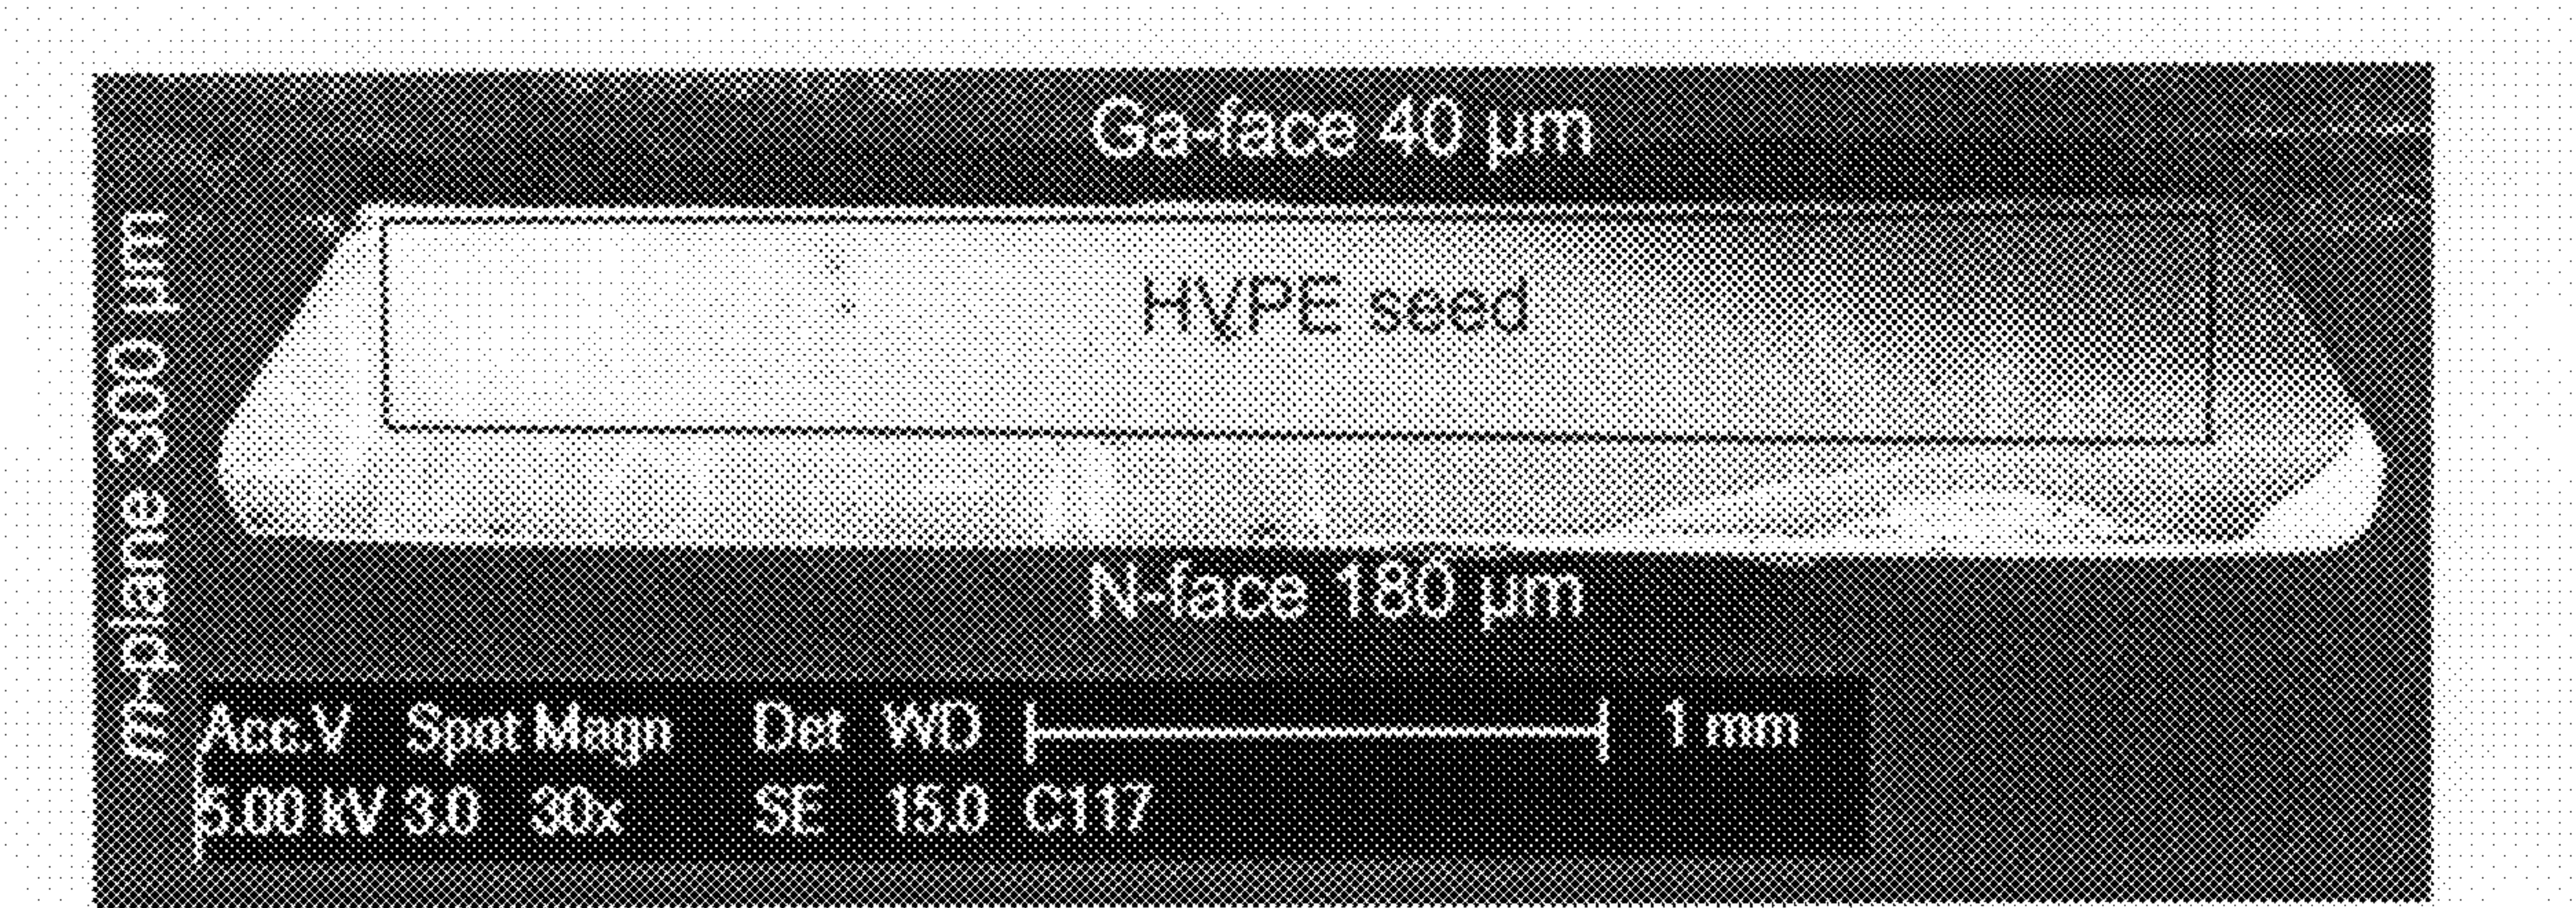 Ga-face 40 µm
m-plane 300 µm
HVPE seed
N-face 180 µm
Acc.V Spot Magn Det WD 1 mm
5.00 kV 3.0 30x SE 15.0 C117